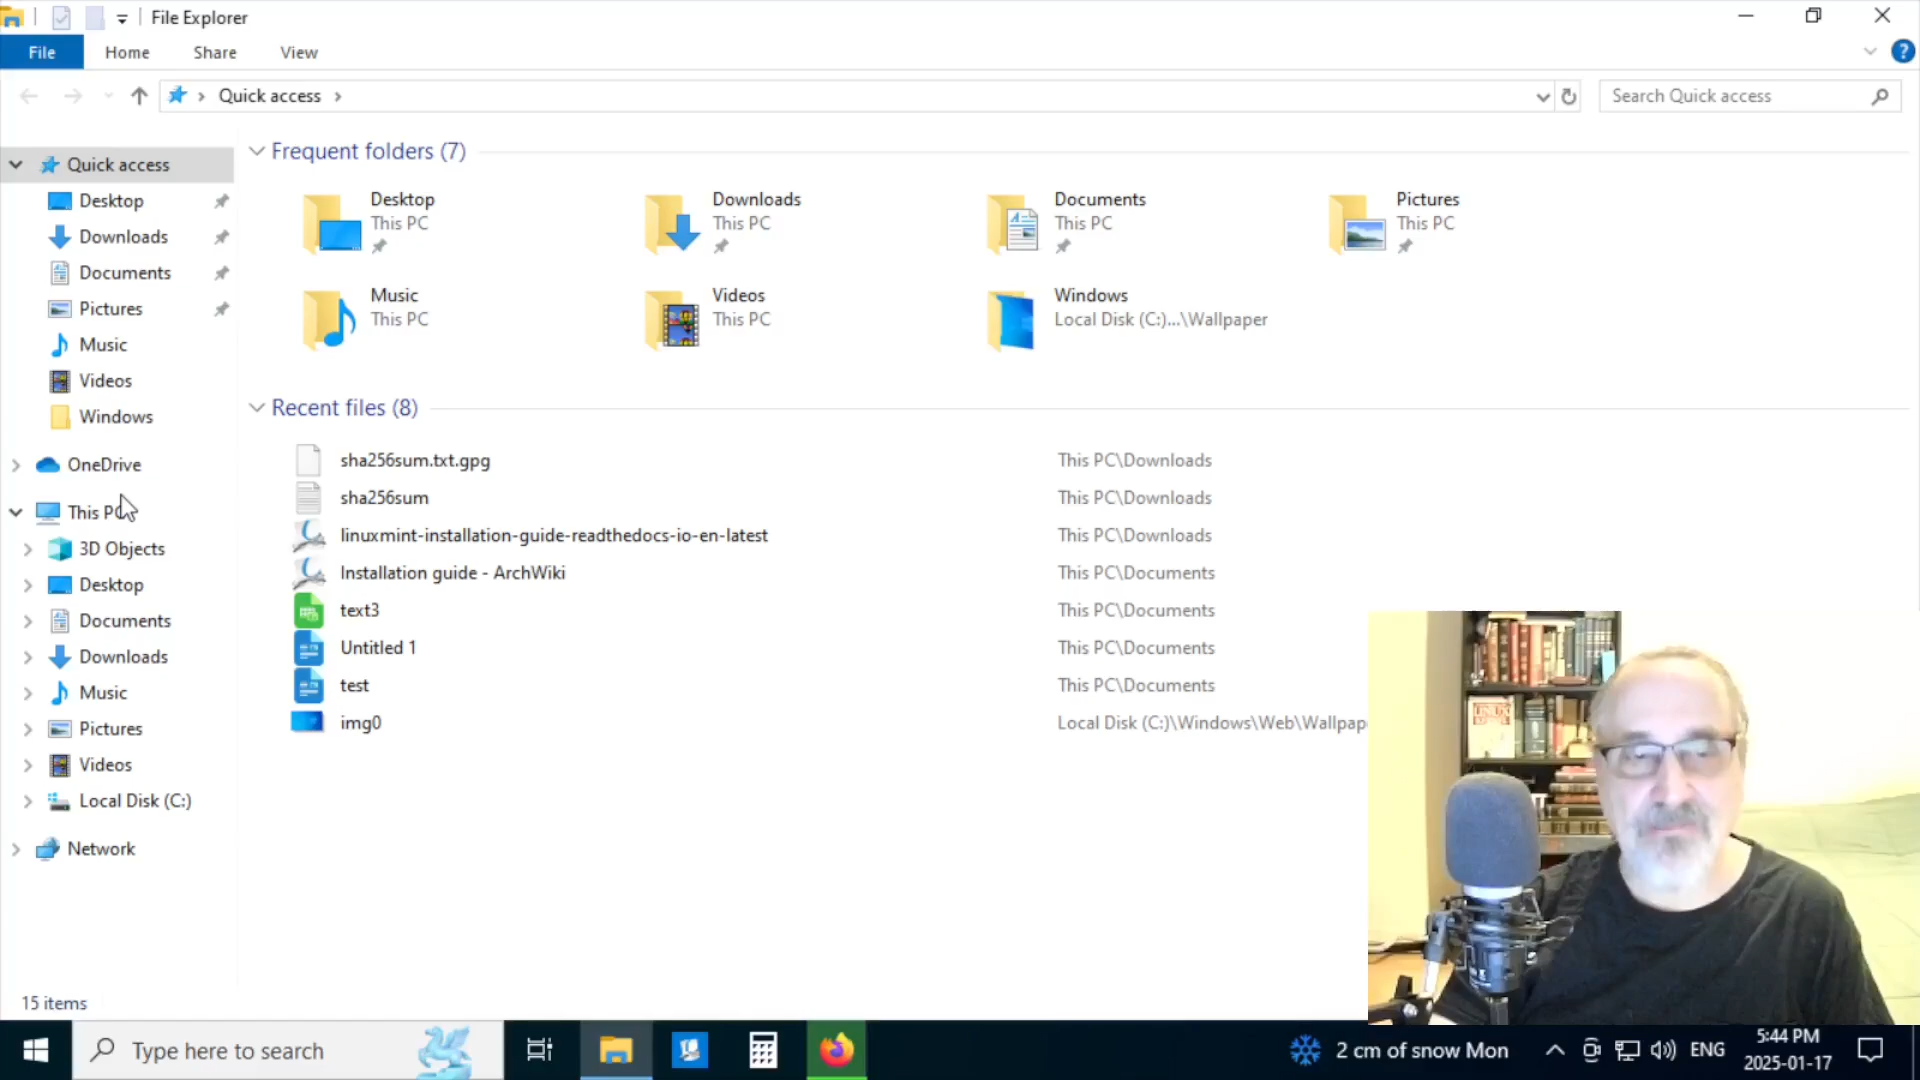 File Explorer
File Home Share View
Quick access
Search Quick access
Quick access
Desktop
Downloads
Documents
Pictures
Music
Videos
Windows
OneDrive
This PC
3D Objects
Desktop
Documents
Downloads
Music
Pictures
Videos
Local Disk (C:)
Network
15 items
Frequent folders (7)
Desktop
This PC
Downloads
This PC
Documents
This PC
Pictures
This PC
Music
This PC
Videos
This PC
Windows
Local Disk (C:)...\Wallpaper
Recent files (8)
sha256sum.txt.gpg This PC\Downloads
sha256sum This PC\Downloads
linuxmint-installation-guide-readthedocs-io-en-latest This PC\Downloads
Installation guide - ArchWiki This PC\Documents
text3 This PC\Documents
Untitled 1 This PC\Documents
test This PC\Documents
img0 Local Disk (C:)\Windows\Web\Wallpap
LINUX
Type here to search
2 cm of snow Mon
ENG
5:44 PM
2025-01-17